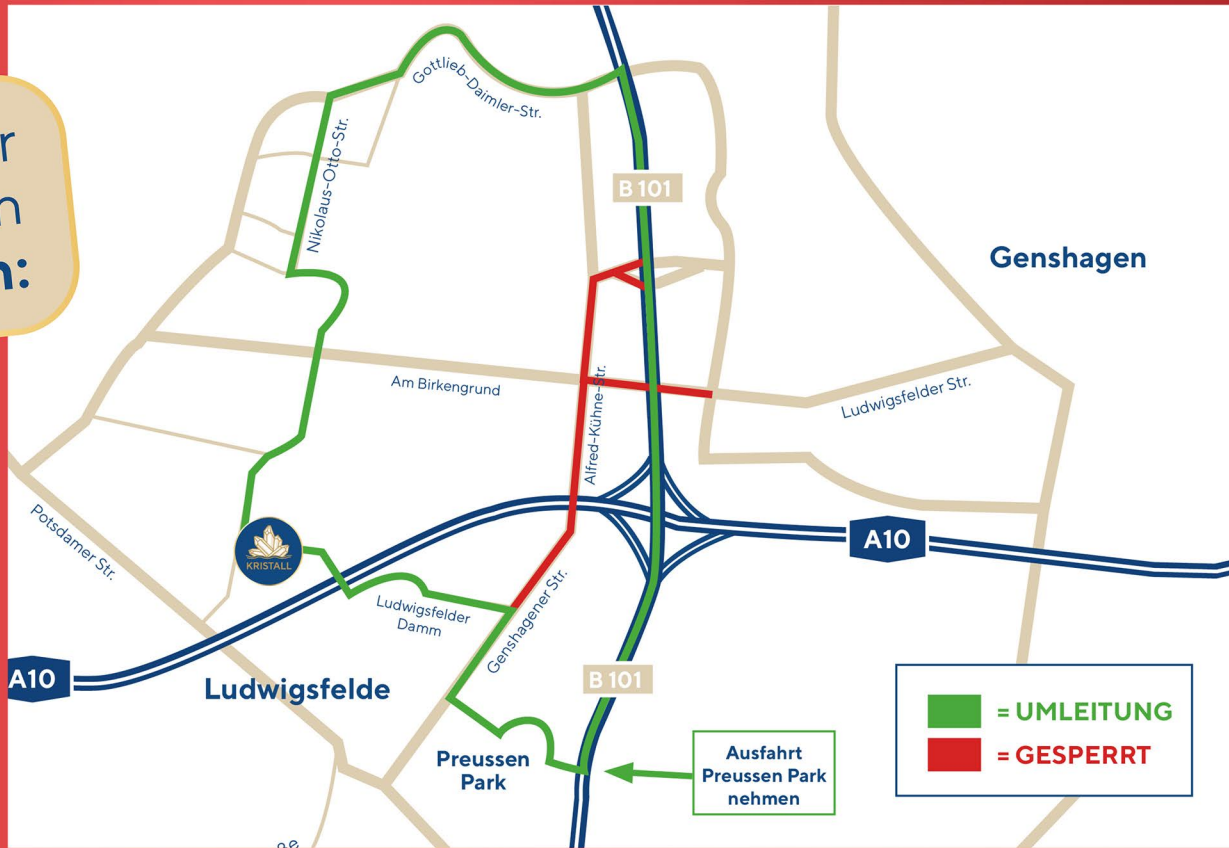 n:
Gottlieb-Daimler-Str.
Nikolaus-Otto-Str.
B 101
Genshagen
Am Birkengrund
Alfred-Kühne-Str.
Ludwigsfelder Str.
Potsdamer Str.
KRISTALL
A10
Ludwigsfelder
Damm
Genshagener Str.
A10
Ludwigsfelde
B 101
= UMLEITUNG
= GESPERRT
Preussen
Park
Ausfahrt
Preussen Park
nehmen